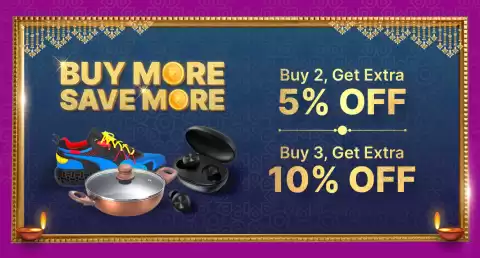 BUY MORE
SAVE MORE
Buy 2, Get Extra
5% OFF
Buy 3, Get Extra
10% OFF